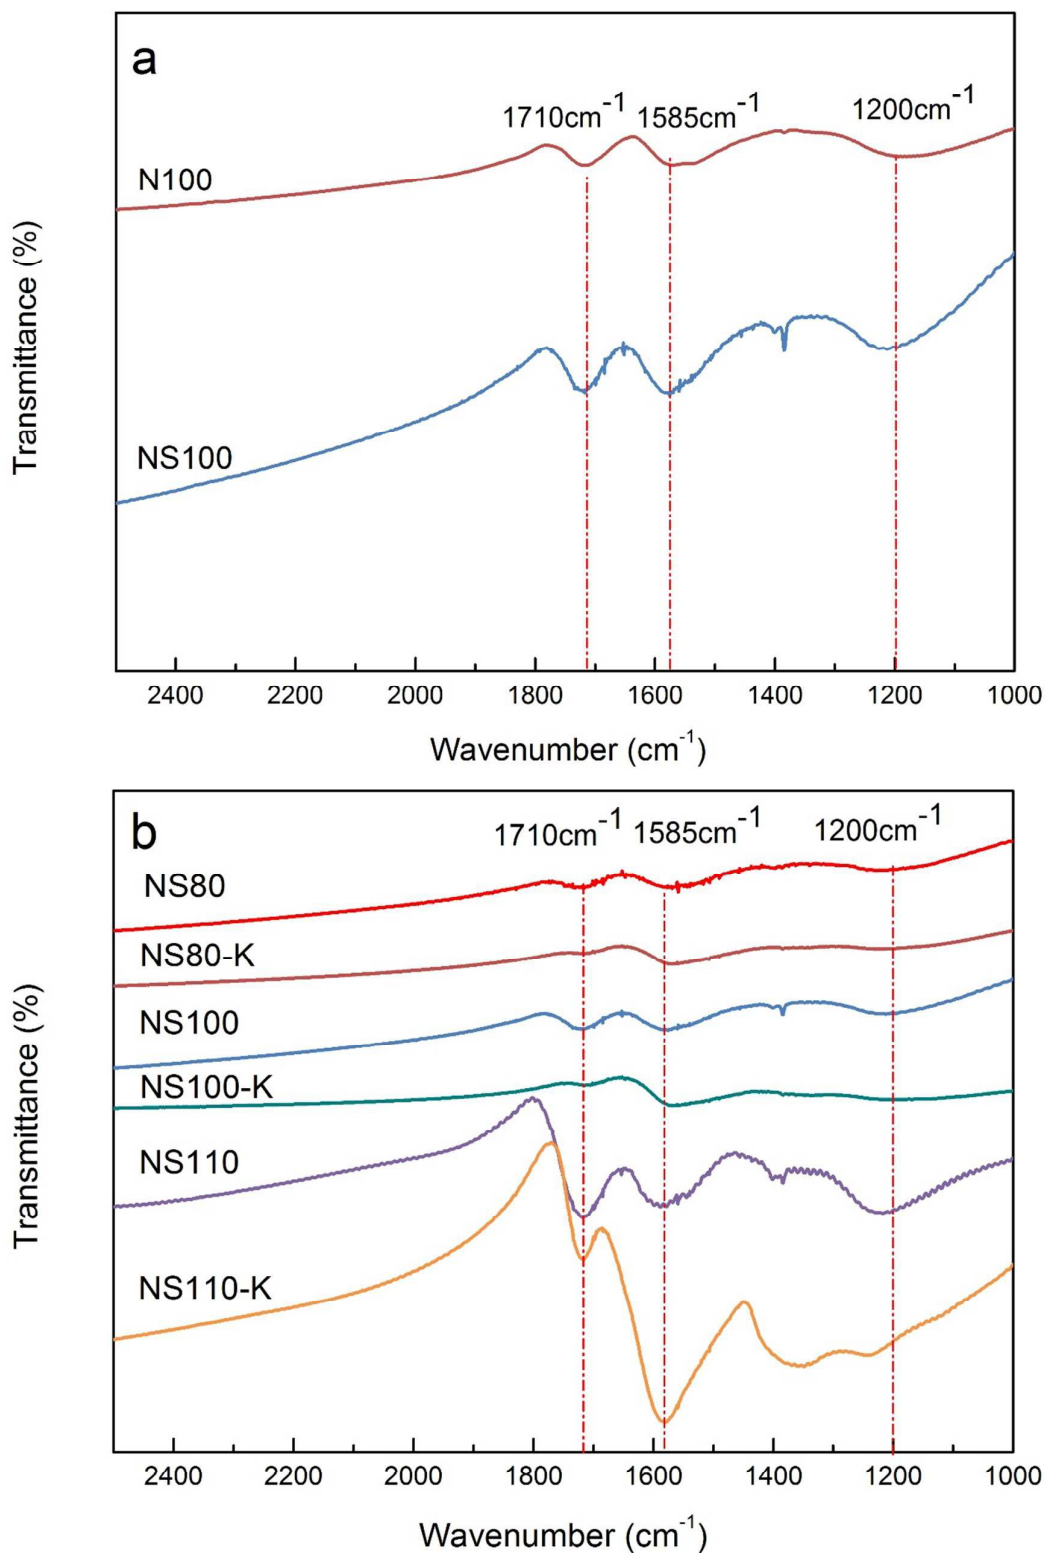 a
1710cm⁻¹ 1585cm⁻¹ 1200cm⁻¹
N100
NS100
Transmittance (%)
2400 2200 2000 1800 1600 1400 1200 1000
Wavenumber (cm⁻¹)
b
1710cm⁻¹ 1585cm⁻¹ 1200cm⁻¹
NS80
NS80-K
NS100
NS100-K
NS110
NS110-K
Transmittance (%)
2400 2200 2000 1800 1600 1400 1200 1000
Wavenumber (cm⁻¹)